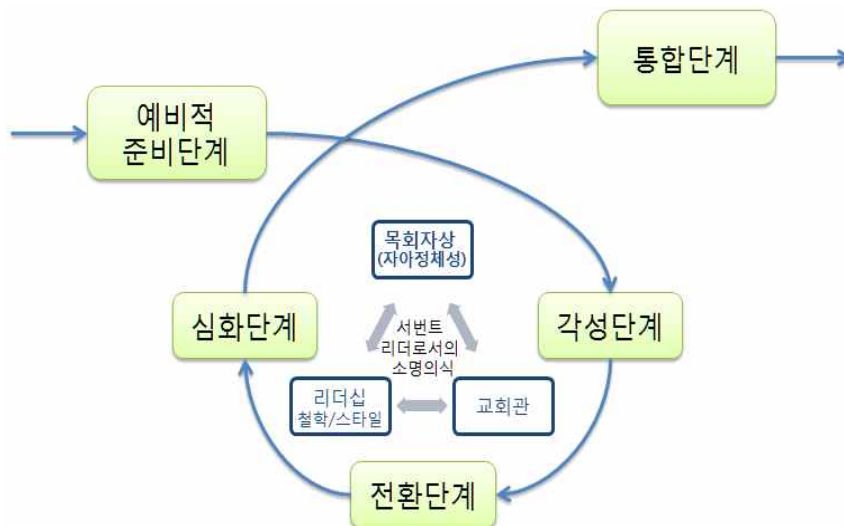 통합단계
예비적
준비단계
목회자상
(자아정체성)
심화단계
서번트
리더로서의
소명의식
각성단계
리더십
철학/스타일
교회관
전환단계